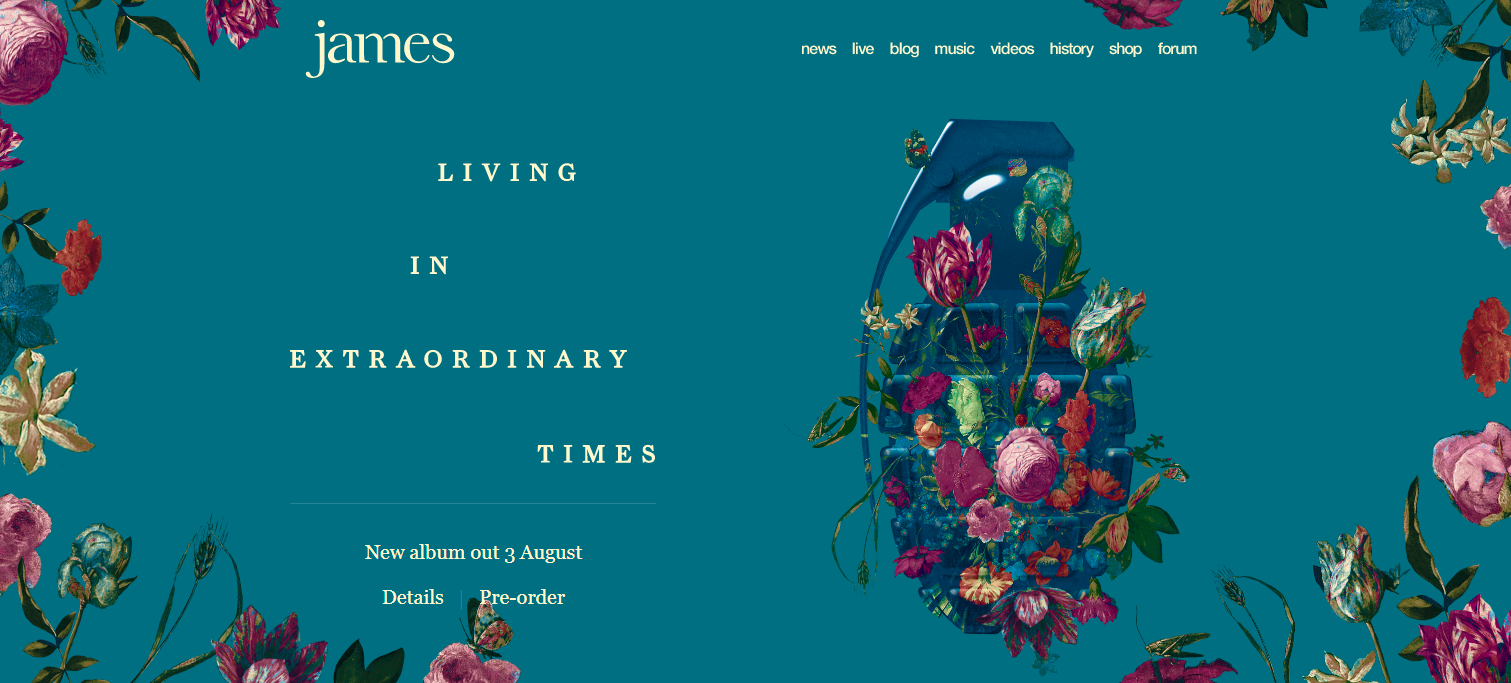 james
news live blog music videos history shop forum
LIVING
IN
EXTRAORDINARY
TIMES
New album out 3 August
Details | Pre-order